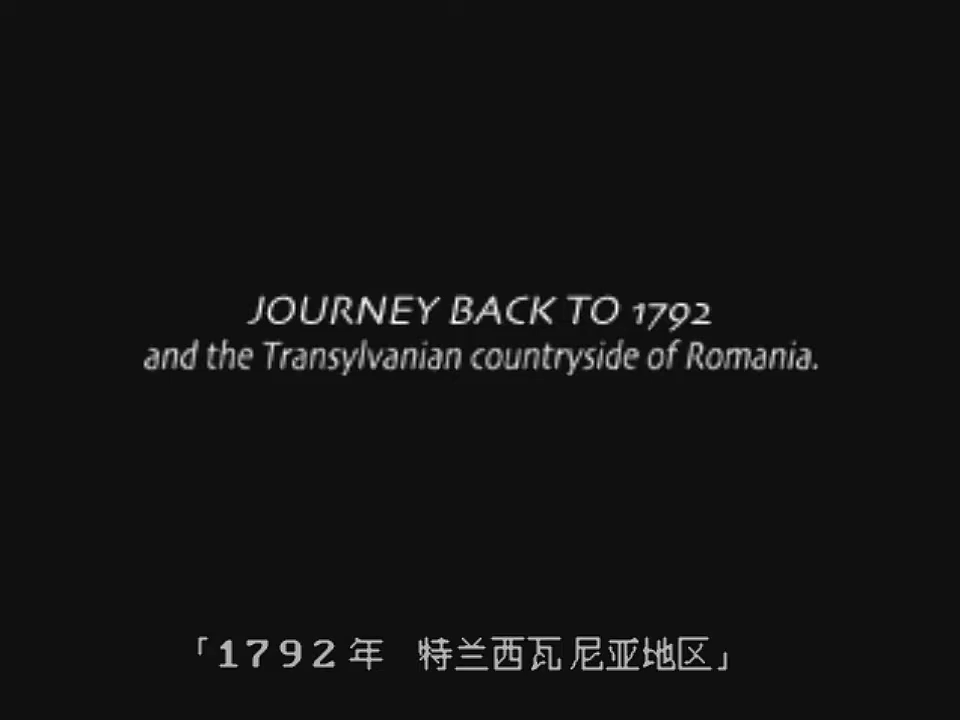 JOURNEY BACK TO 1792
and the Transylvanian countryside of Romania.
「1792年 特兰西瓦尼亚地区」